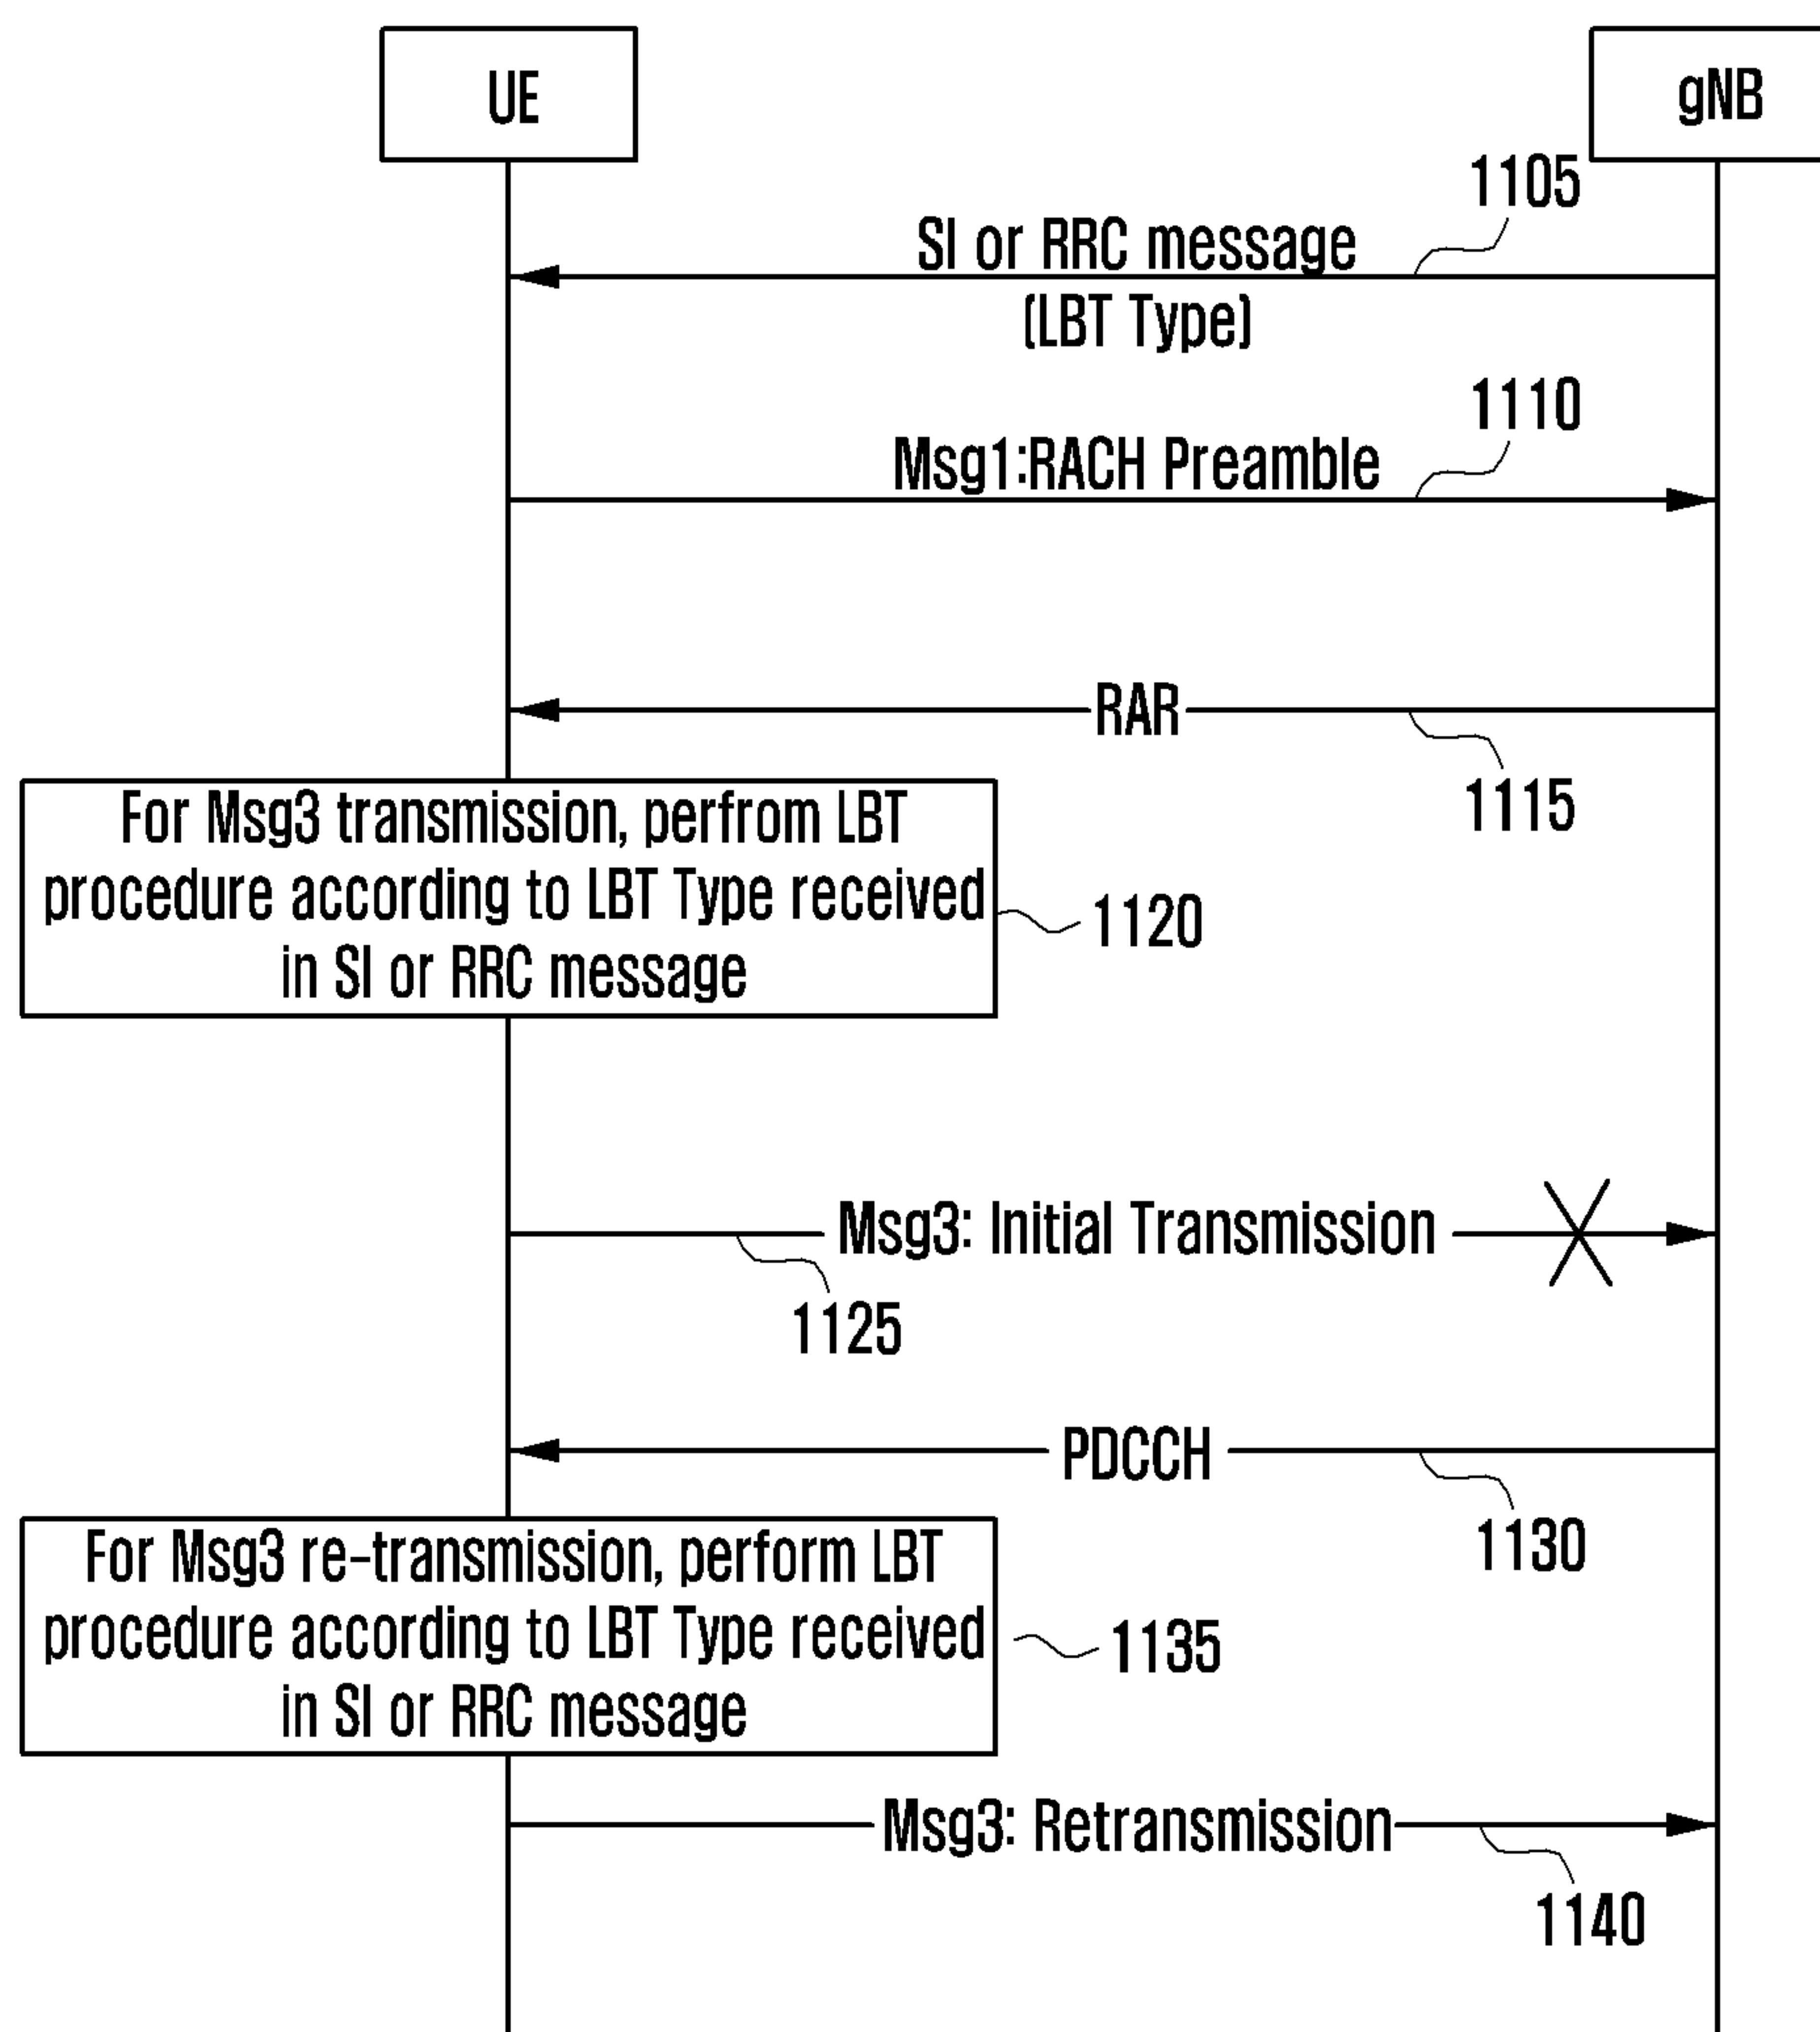 UE
gNB
1105
SI or RRC message
(LBT Type)
1110
Msg1:RACH Preamble
RAR
1115
For Msg3 transmission, perfrom LBT
procedure according to LBT Type received
in SI or RRC message
1120
Msg3: Initial Transmission
1125
PDCCH
1130
For Msg3 re-transmission, perform LBT
procedure according to LBT Type received
in SI or RRC message
1135
Msg3: Retransmission
1140